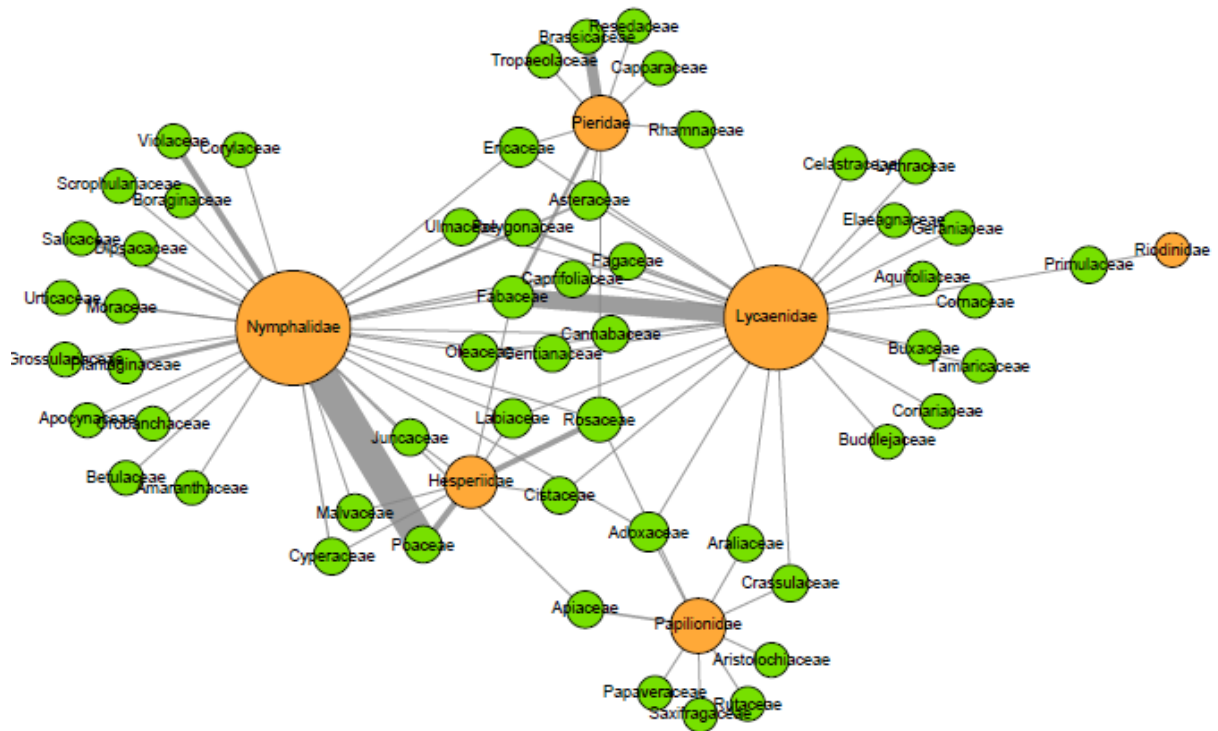 Resedaceae
Brassicaceae
Tropaeolaceae
Capparaceae
Pieridae
Rhamnaceae
Violaceae
Corylaceae
Ericaceae
Celastraceae
Lythraceae
Scrophulariaceae
Boraginaceae
Asteraceae
Elaeagnaceae
Geraniaceae
Ulmaceae
Polygonaceae
Salicaceae
Dipsacaceae
Fagaceae
Primulaceae
Riodinidae
Caprifoliaceae
Aquifoliaceae
Urticaceae
Moraceae
Fabaceae
Cornaceae
Nymphalidae
Lycaenidae
Cannabaceae
Grossulariaceae
Plantaginaceae
Oleaceae
Gentianaceae
Buxaceae
Tamaricaceae
Apocynaceae
Orobanchaceae
Labiaceae
Rosaceae
Coriariaceae
Juncaceae
Buddlejaceae
Betulaceae
Amaranthaceae
Hesperiidae
Cistaceae
Malvaceae
Adoxaceae
Araliaceae
Poaceae
Cyperaceae
Crassulaceae
Apiaceae
Papilionidae
Aristolochiaceae
Papaveraceae
Rutaceae
Saxifragaceae